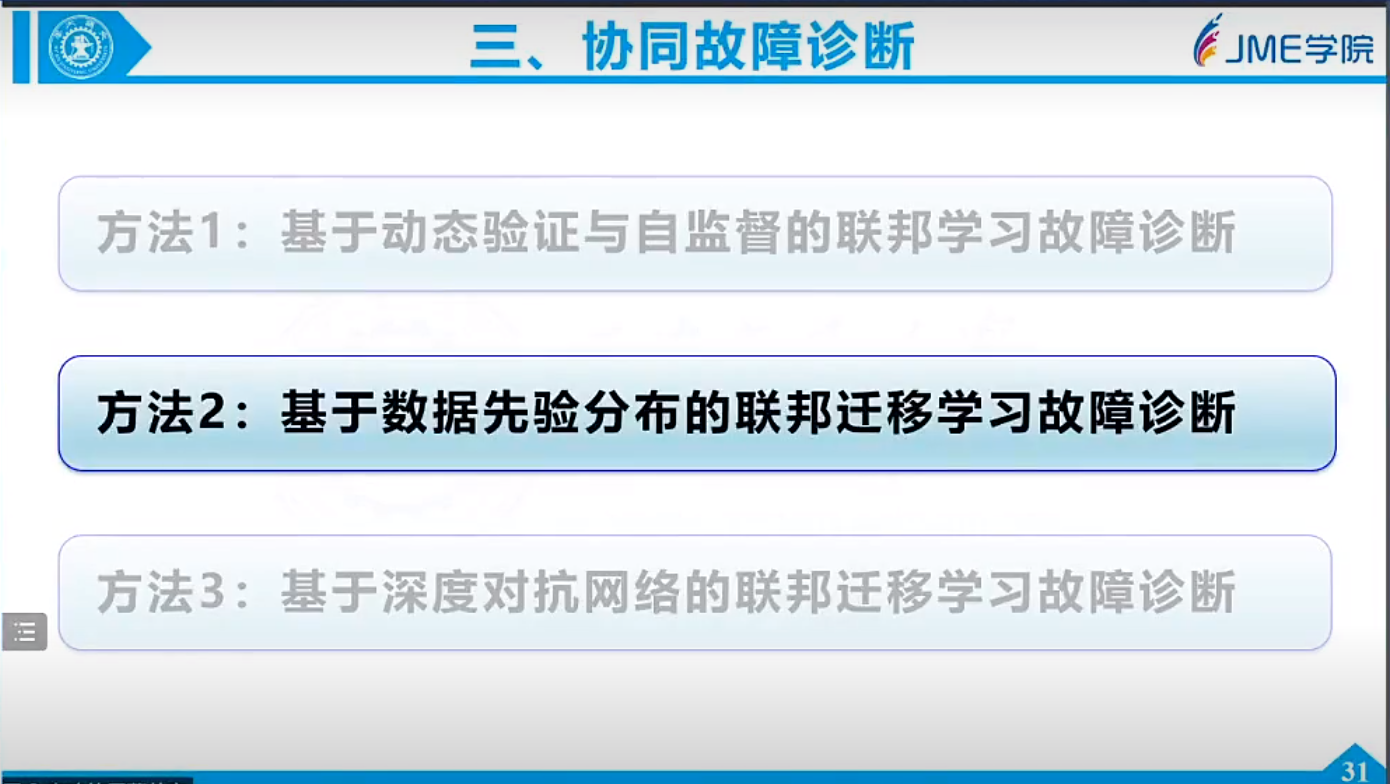 三、协同故障诊断
JME学院
方法1：基于动态验证与自监督的联邦学习故障诊断
方法2：基于数据先验分布的联邦迁移学习故障诊断
方法3：基于深度对抗网络的联邦迁移学习故障诊断
31